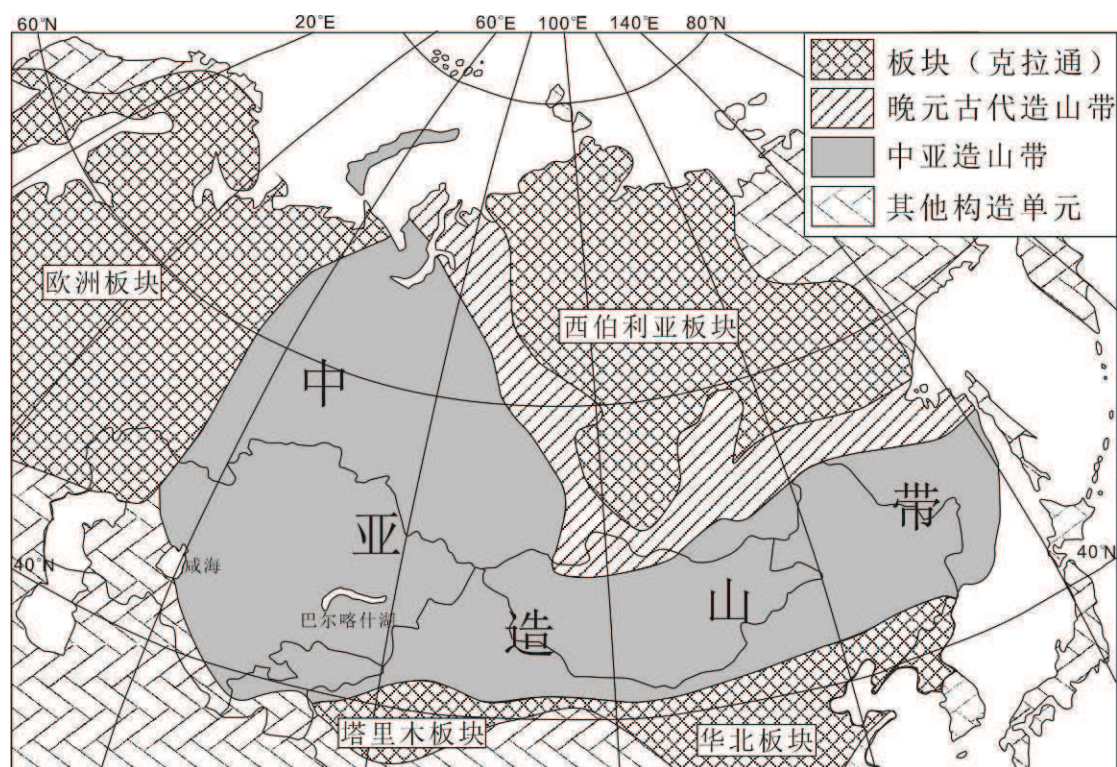 60°N 20°E 60°E 100°E 140°E 80°N
板块（克拉通）
晚元古代造山带
中亚造山带
其他构造单元
欧洲板块
西伯利亚板块
中
亚
造
山
带
咸海
巴尔喀什湖
40°N
40°N
塔里木板块
华北板块